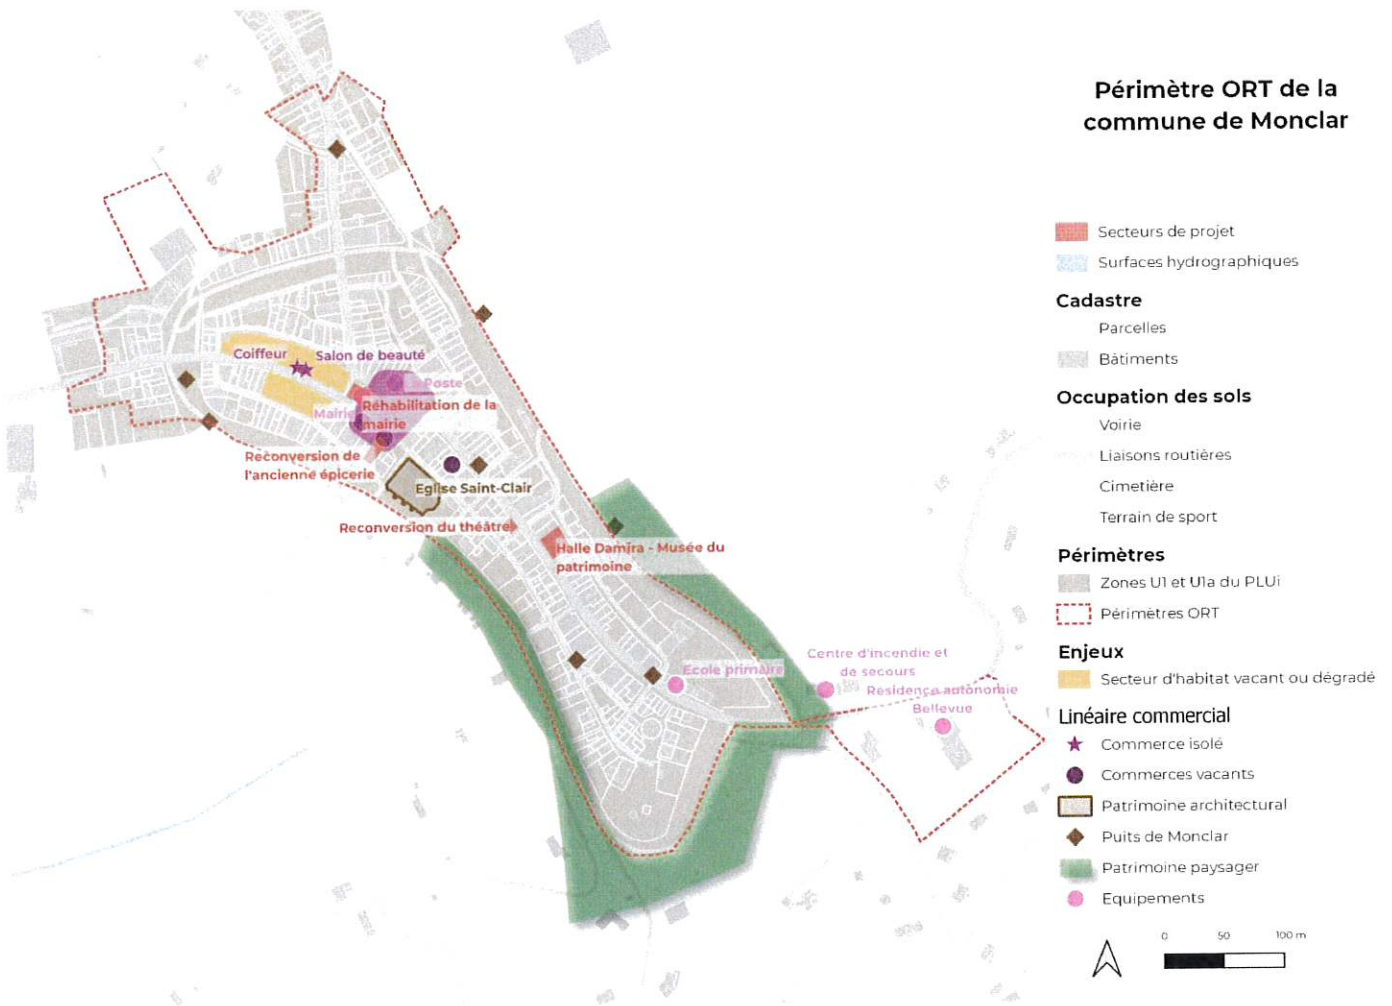 Périmètre ORT de la
commune de Monclar
Secteurs de projet
Surfaces hydrographiques
Cadastre
Parcelles
Bâtiments
Occupation des sols
Voirie
Liaisons routières
Cimetière
Terrain de sport
Périmètres
Zones U1 et U1a du PLUi
Périmètres ORT
Enjeux
Secteur d'habitat vacant ou dégradé
Linéaire commercial
Commerce isolé
Commerces vacants
Patrimoine architectural
Puits de Monclar
Patrimoine paysager
Equipements
0 50 100 m
Coiffeur
Salon de beauté
Poste
Mairie
Réhabilitation de la
mairie
Reconversion de
l'ancienne épicerie
Eglise Saint-Clair
Reconversion du théâtre
Halle Damira - Musée du
patrimoine
Ecole primaire
Centre d'incendie et
de secours
Résidence autonomie
Bellevue